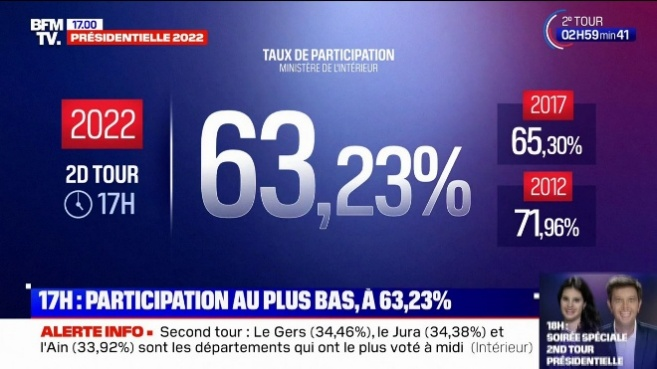 BFM
TV.
17.00
PRÉSIDENTIELLE 2022
2E TOUR
02H59min41
TAUX DE PARTICIPATION
MINISTÈRE DE L'INTÉRIEUR
2022
2D TOUR
17H
63,23%
2017
65,30%
2012
71,96%
17H : PARTICIPATION AU PLUS BAS, À 63,23%
ALERTE INFO Second tour : Le Gers (34,46%), le Jura (34,38%) et
l'Ain (33,92%) sont les départements qui ont le plus voté à midi (Intérieur)
18H :
SOIRÉE SPÉCIALE
2ND TOUR
PRÉSIDENTIELLE